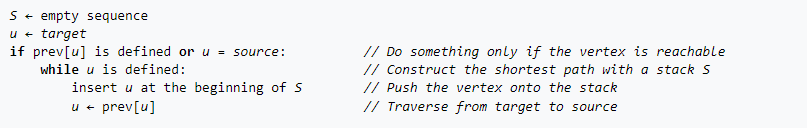 S ← empty sequence
u ← target
if prev[u] is defined or u = source:          // Do something only if the vertex is reachable
    while u is defined:                       // Construct the shortest path with a stack S
        insert u at the beginning of S        // Push the vertex onto the stack
        u ← prev[u]                           // Traverse from target to source